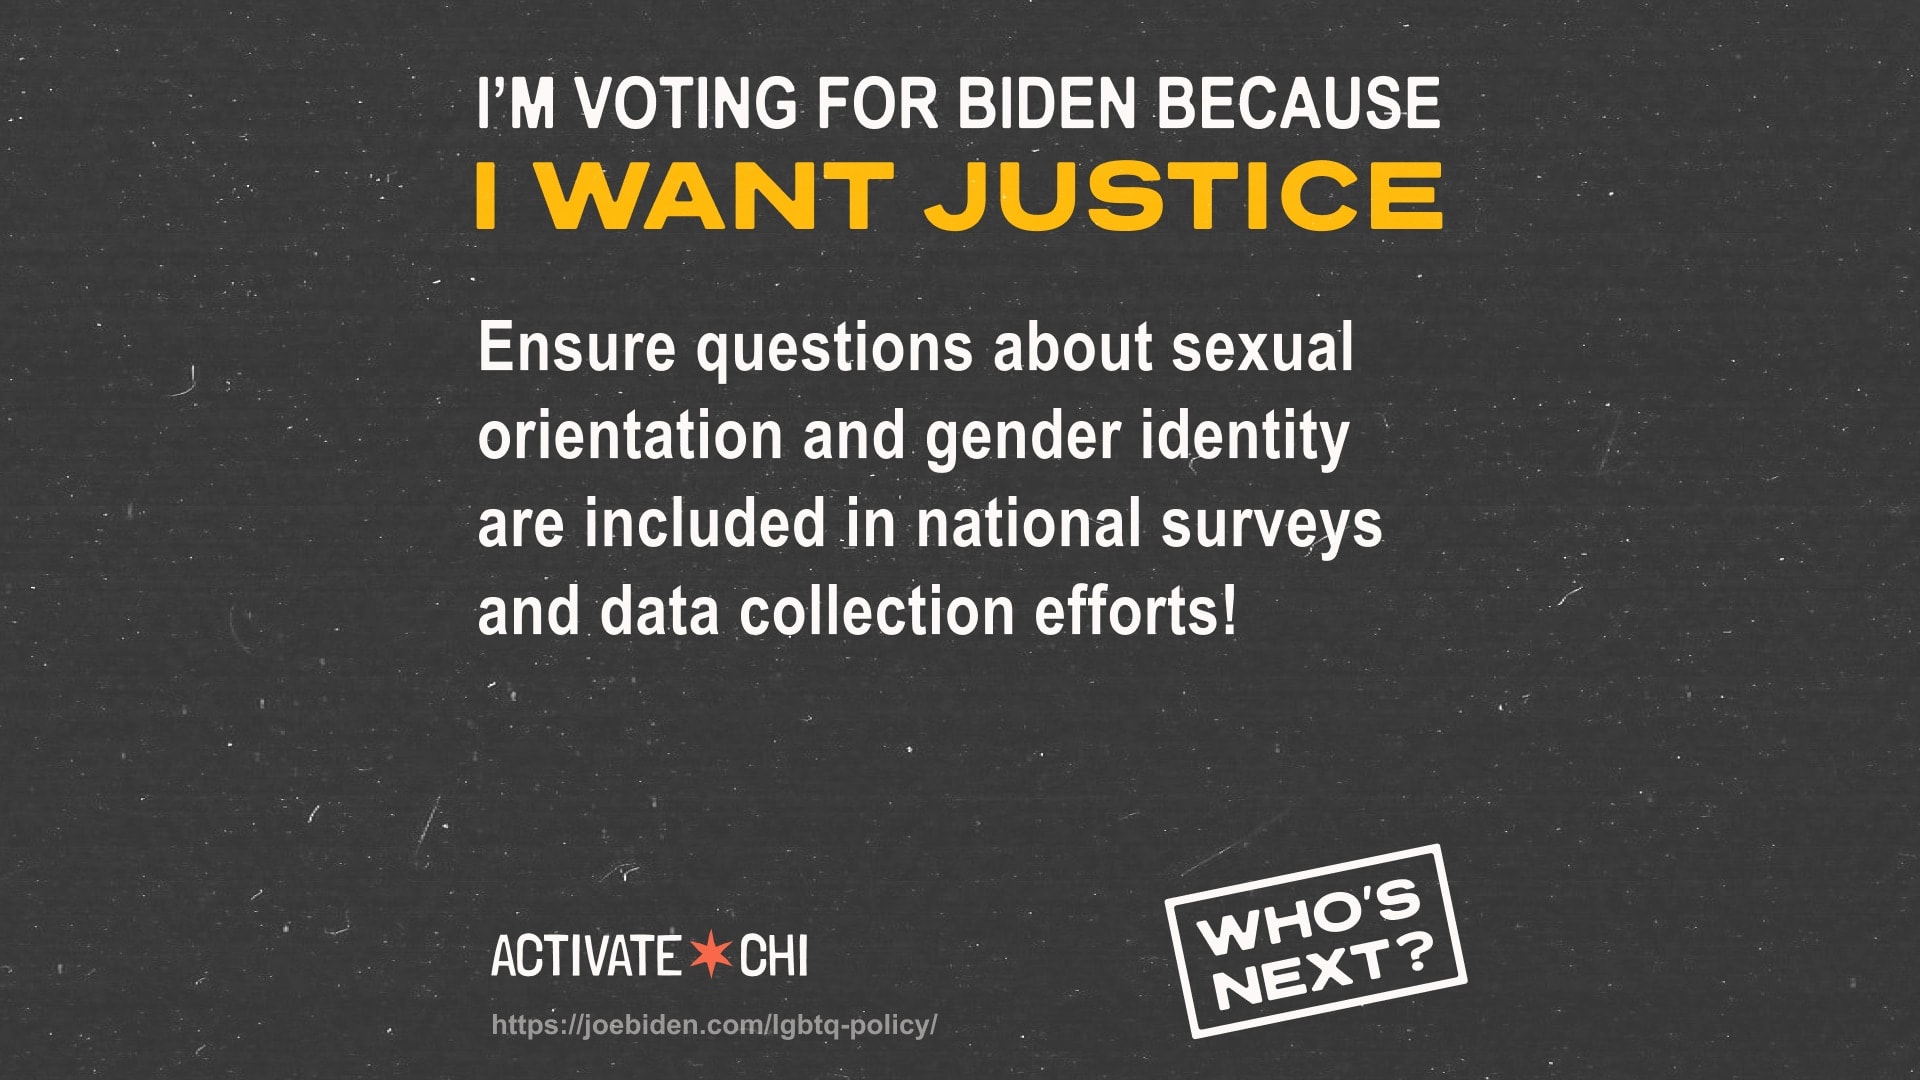 I’M VOTING FOR BIDEN BECAUSE
I WANT JUSTICE
Ensure questions about sexual
orientation and gender identity
are included in national surveys
and data collection efforts!
ACTIVATE CHI
https://joebiden.com/lgbtq-policy/
WHO'S
NEXT?